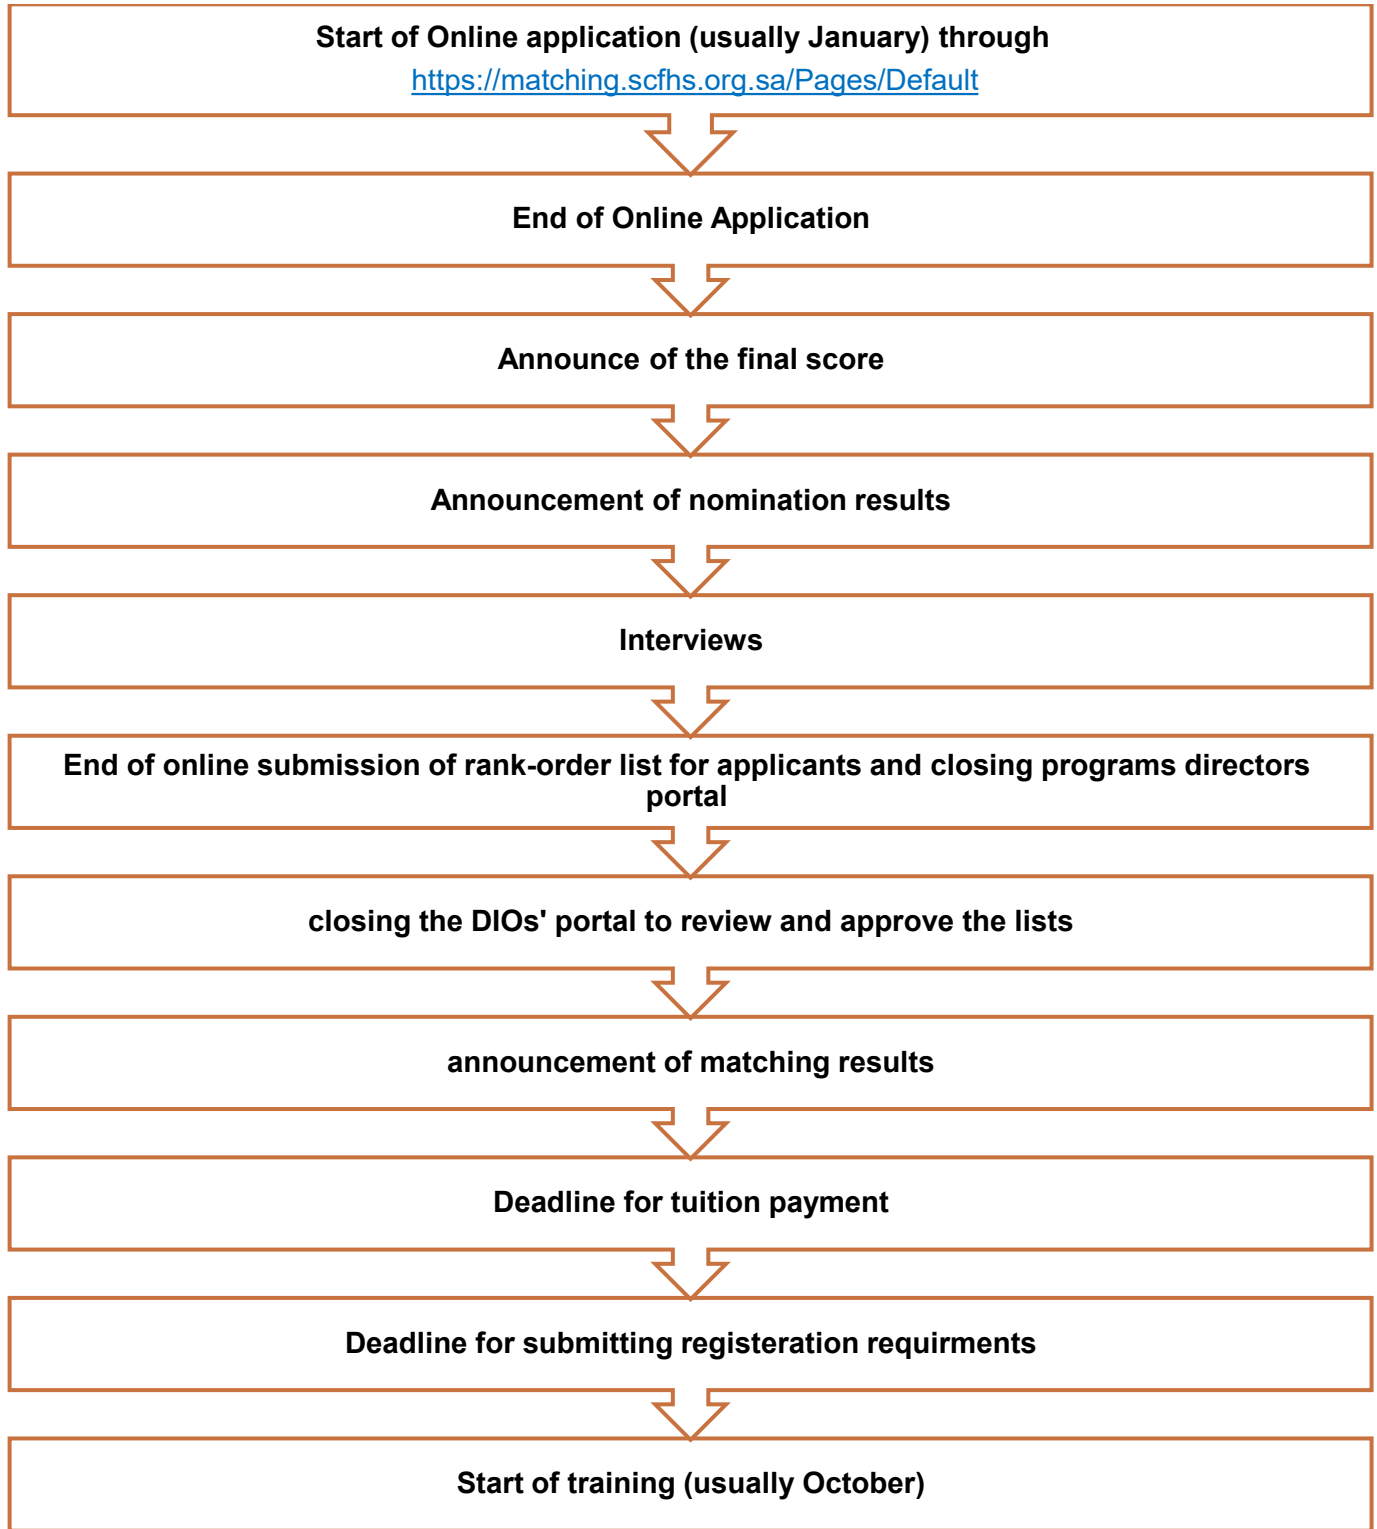 Start of Online application (usually January) through
https://matching.scfhs.org.sa/Pages/Default
End of Online Application
Announce of the final score
Announcement of nomination results
Interviews
End of online submission of rank-order list for applicants and closing programs directors
portal
closing the DIOs' portal to review and approve the lists
announcement of matching results
Deadline for tuition payment
Deadline for submitting registeration requirments
Start of training (usually October)